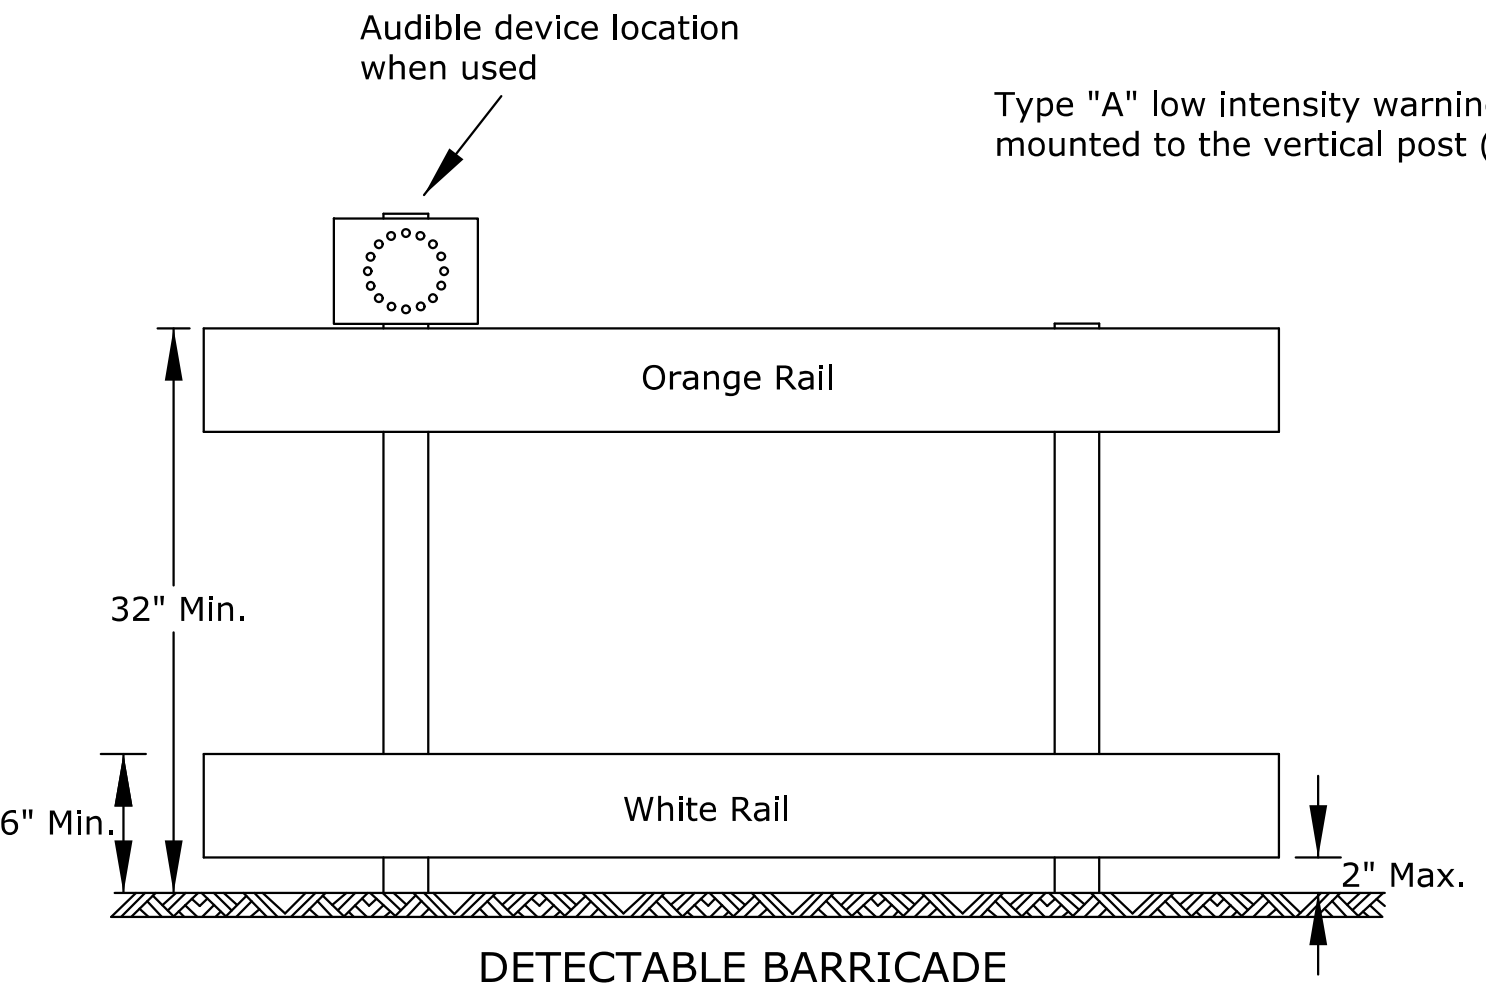 Audible device location
when used
Type "A" low intensity warning
mounted to the vertical post (
Orange Rail
32" Min.
6" Min.
White Rail
2" Max.
DETECTABLE BARRICADE